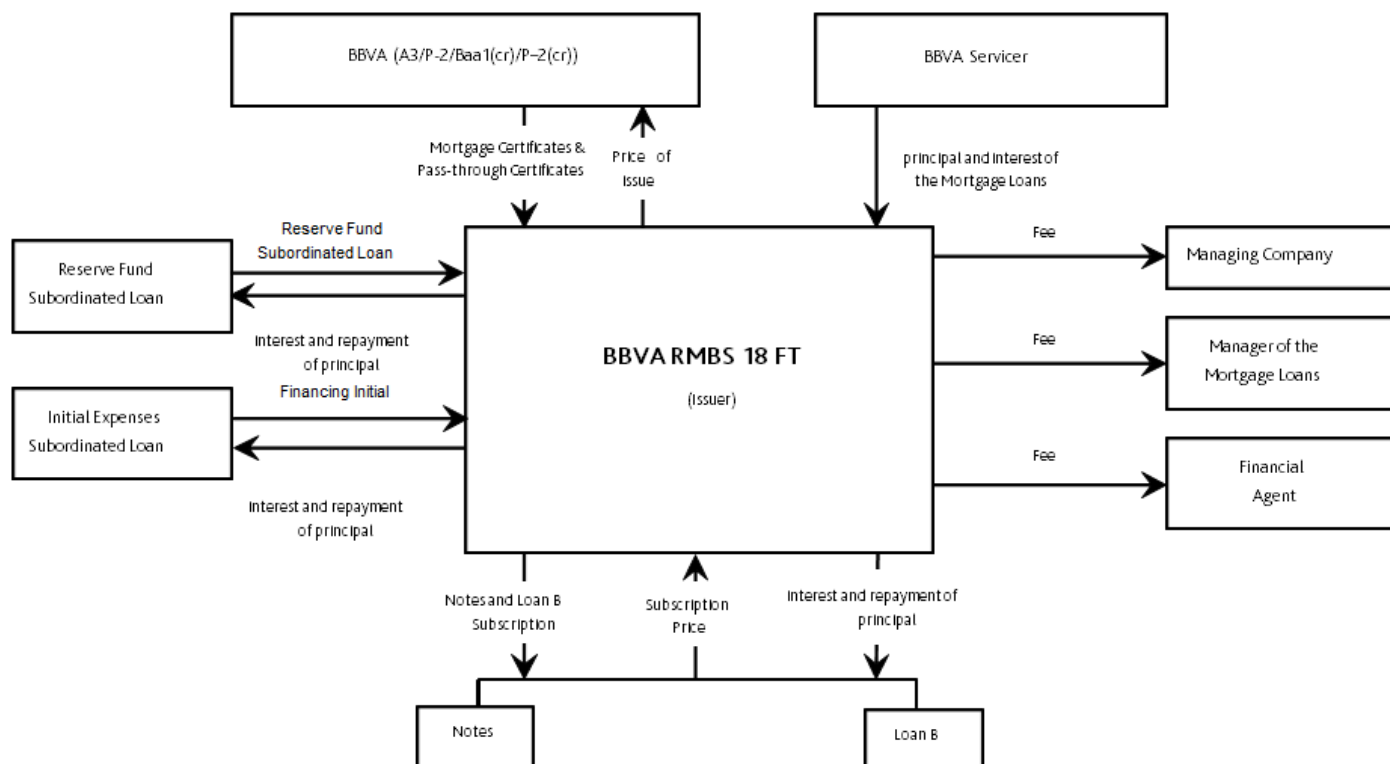 BBVA (A3/P-2/Baa1(cr)/P-2(cr))
BBVA Servicer
Mortgage Certificates &
Pass-through Certificates
Price of
Issue
principal and interest of
the Mortgage Loans
Reserve Fund
Subordinated Loan
Reserve Fund
Subordinated Loan
Interest and repayment
of principal
Financing Initial
Initial Expenses
Subordinated Loan
Interest and repayment
of principal
BBVA RMBS 18 FT
(Issuer)
Fee
Managing Company
Fee
Manager of the
Mortgage Loans
Fee
Financial
Agent
Notes and Loan B
Subscription
Subscription
Price
Interest and repayment of
principal
Notes
Loan B